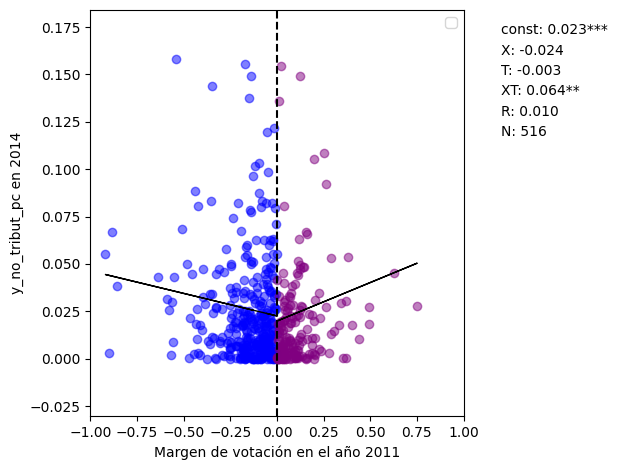 0.175
0.150
0.125
0.100
0.075
0.050
0.025
0.000
−0.025
y_no_tribut_pc en 2014
−1.00 −0.75 −0.50 −0.25 0.00 0.25 0.50 0.75 1.00
Margen de votación en el año 2011
const: 0.023***
X: -0.024
T: -0.003
XT: 0.064**
R: 0.010
N: 516